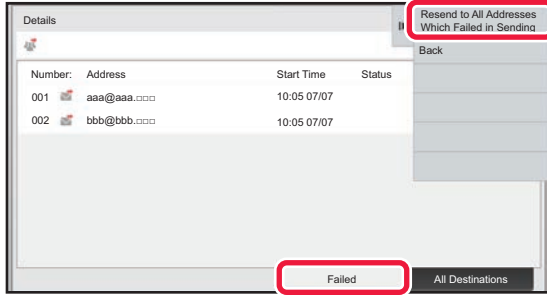 Details
Resend to All Addresses
Which Failed in Sending
Back
Number: Address Start Time Status
001 aaa@aaa.□□□ 10:05 07/07
002 bbb@bbb.□□□ 10:05 07/07
Failed All Destinations